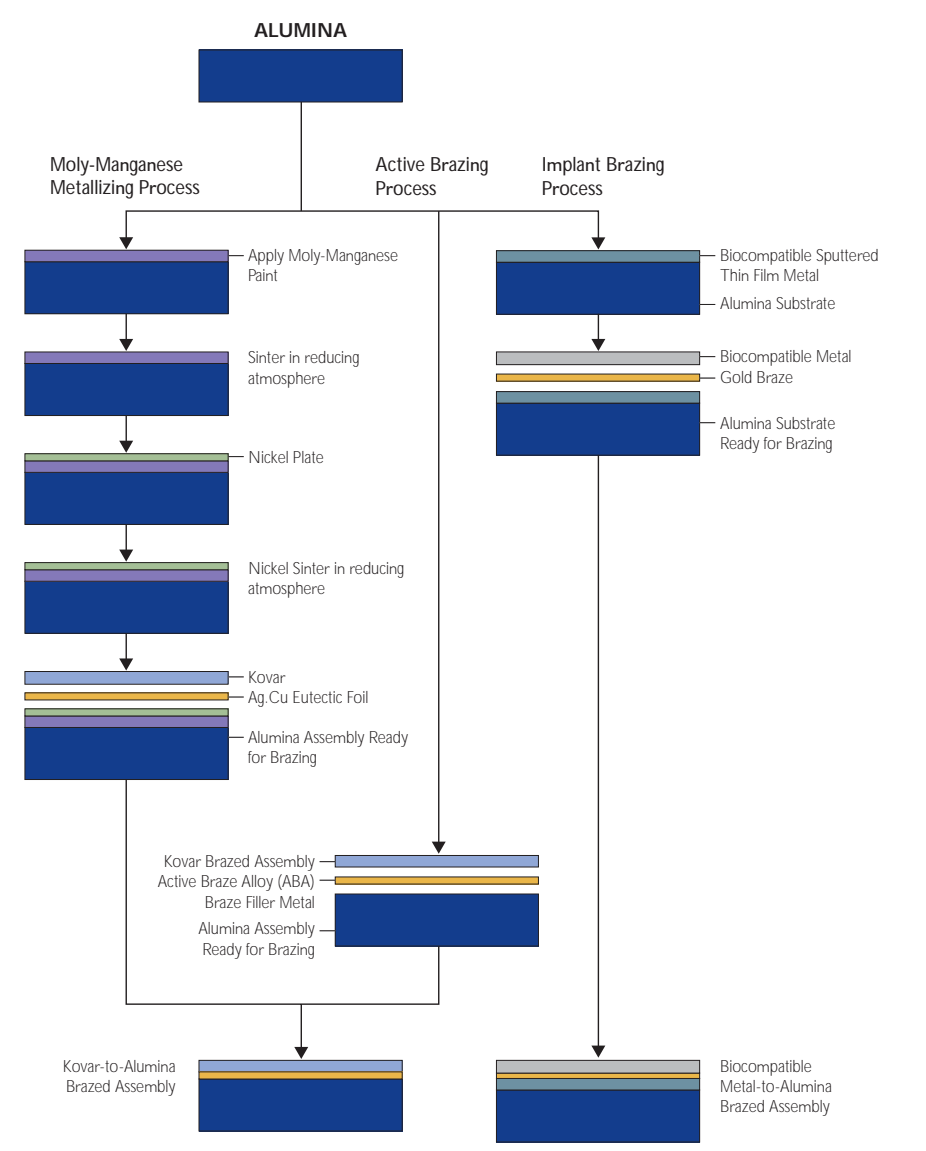 ALUMINA
Moly-Manganese
Metallizing Process
Active Brazing
Process
Implant Brazing
Process
Apply Moly-Manganese
Paint
Sinter in reducing
atmosphere
Nickel Plate
Nickel Sinter in reducing
atmosphere
Kovar
Ag.Cu Eutectic Foil
Alumina Assembly Ready
for Brazing
Biocompatible Sputtered
Thin Film Metal
Alumina Substrate
Biocompatible Metal
Gold Braze
Alumina Substrate
Ready for Brazing
Kovar Brazed Assembly
Active Braze Alloy (ABA)
Braze Filler Metal
Alumina Assembly
Ready for Brazing
Kovar-to-Alumina
Brazed Assembly
Biocompatible
Metal-to-Alumina
Brazed Assembly